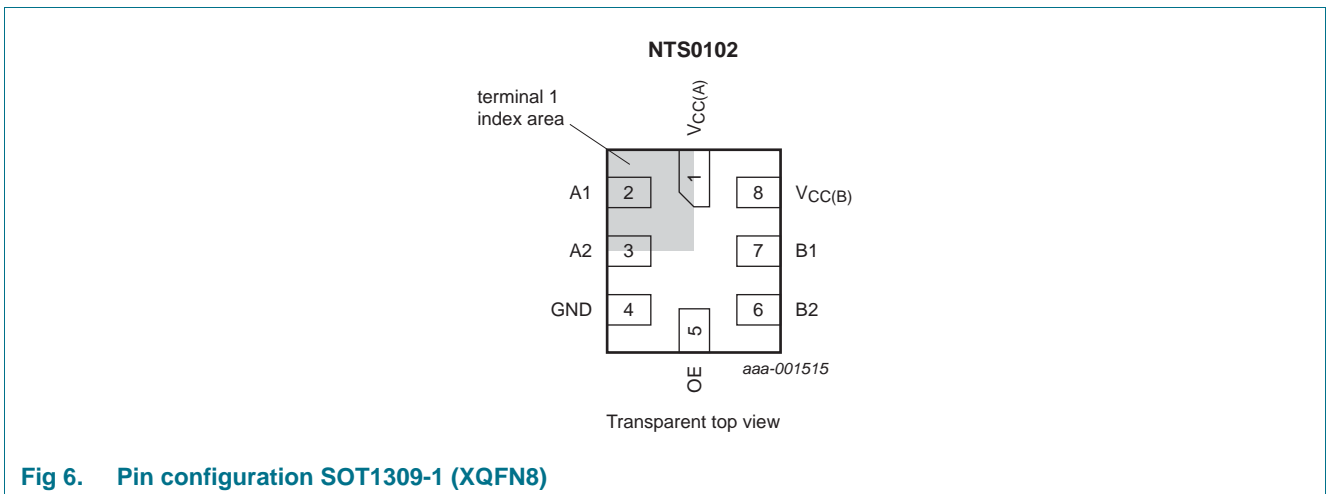 NTS0102
VCC(A)
terminal 1
index area
1
A1 2 8 VCC(B)
A2 3 7 B1
GND 4 6 B2
5
OE
aaa-001515
Transparent top view
Fig 6. Pin configuration SOT1309-1 (XQFN8)